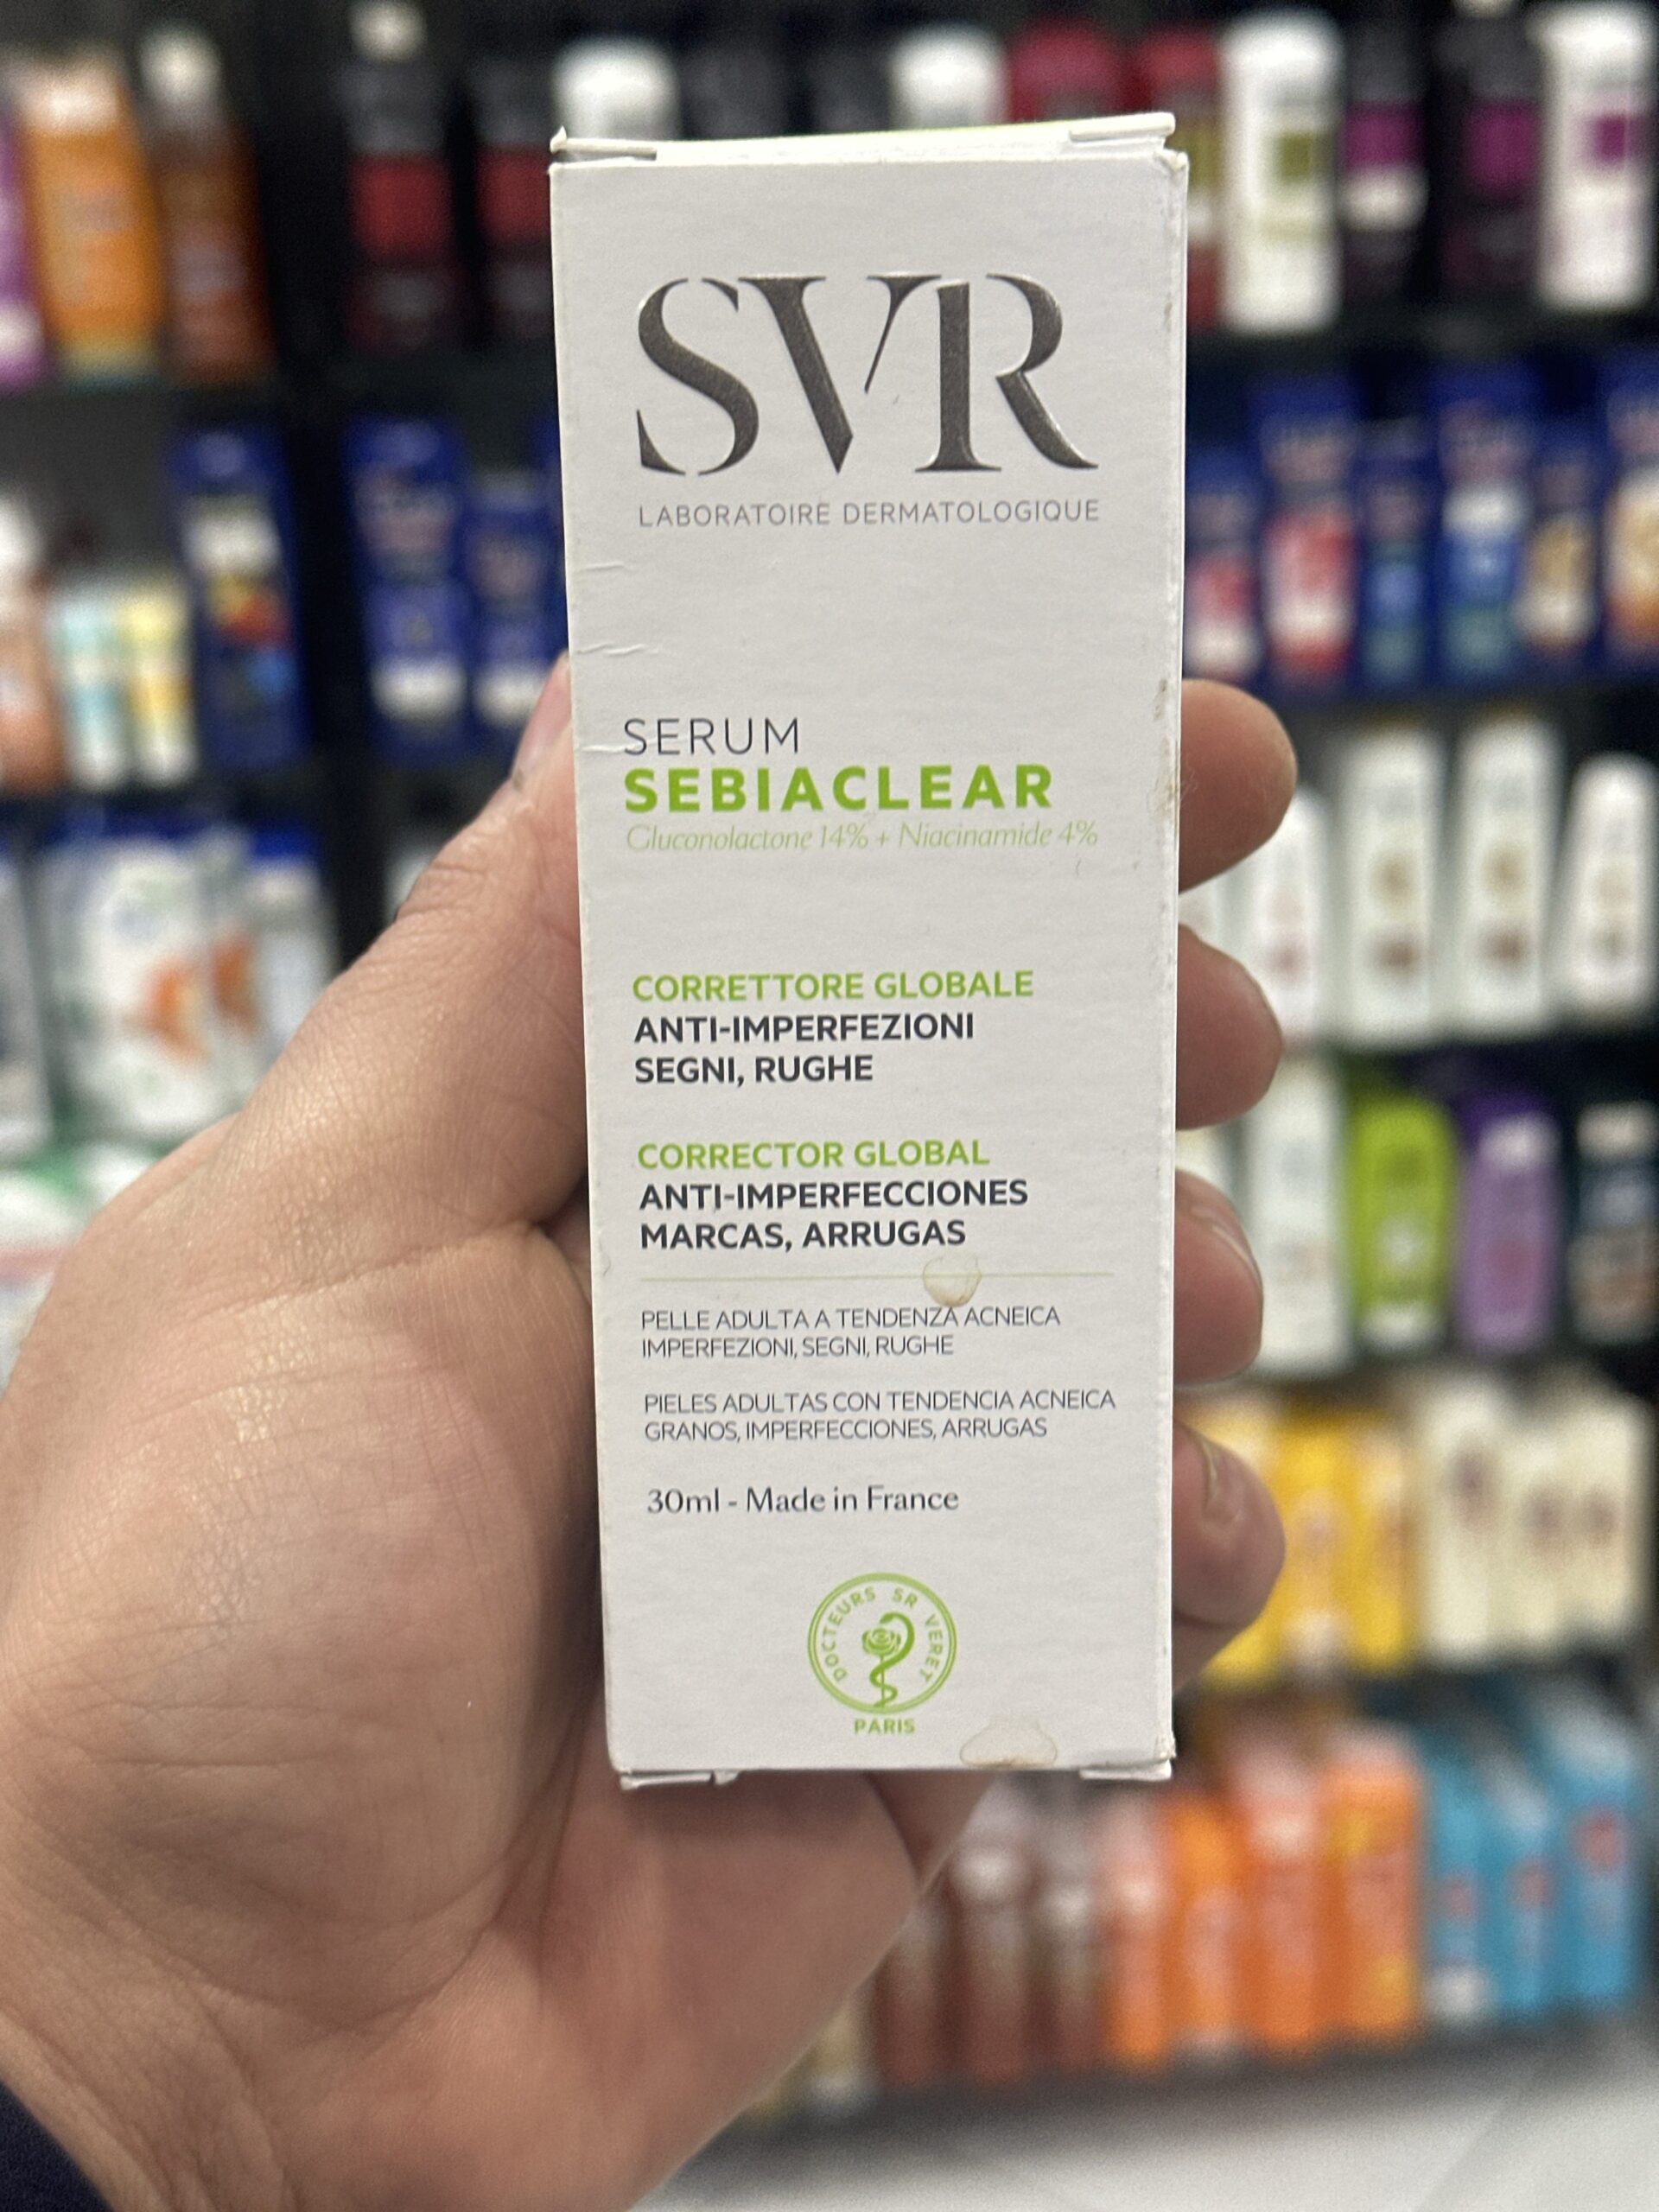 SVR
LABORATOIRE DERMATOLOGIQUE
SERUM
SEBIACLEAR
Gluconolactone 14% + Niacinamide 4%
CORRETTORE GLOBALE
ANTI-IMPERFEZIONI
SEGNI, RUGHE
CORRECTOR GLOBAL
ANTI-IMPERFECCIONES
MARCAS, ARRUGAS
PELLE ADULTA A TENDENZA ACNEICA
IMPERFEZIONI, SEGNI, RUGHE
PIELES ADULTAS CON TENDENCIA ACNEICA
GRANOS, IMPERFECCIONES, ARRUGAS
30ml - Made in France
DOCTEURS SR VERET
PARIS